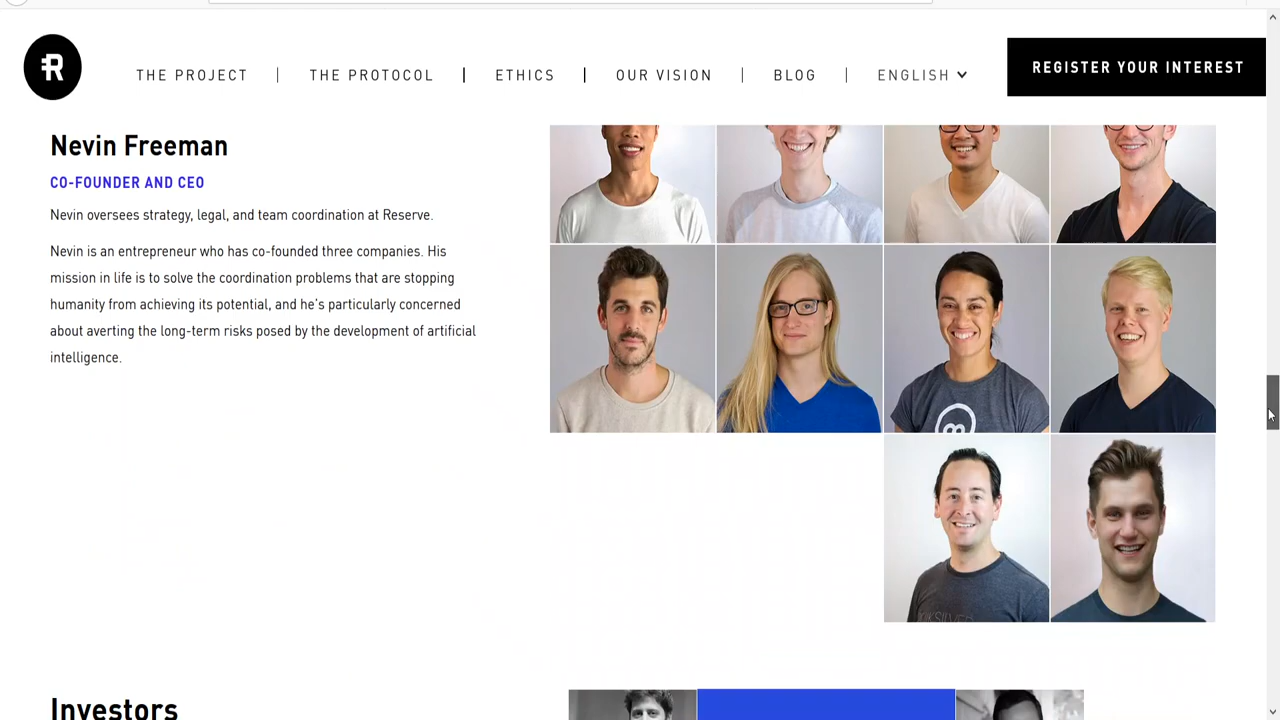 R
THE PROJECT | THE PROTOCOL | ETHICS | OUR VISION | BLOG | ENGLISH
REGISTER YOUR INTEREST
Nevin Freeman
CO-FOUNDER AND CEO
Nevin oversees strategy, legal, and team coordination at Reserve.
Nevin is an entrepreneur who has co-founded three companies. His
mission in life is to solve the coordination problems that are stopping
humanity from achieving its potential, and he's particularly concerned
about averting the long-term risks posed by the development of artificial
intelligence.
Investors